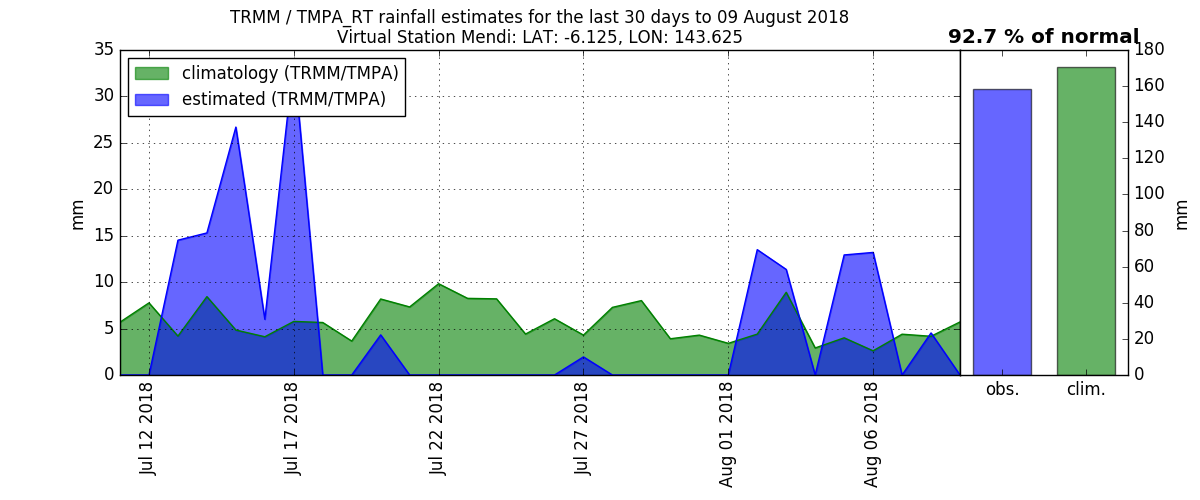 TRMM / TMPA_RT rainfall estimates for the last 30 days to 09 August 2018
Virtual Station Mendi: LAT: -6.125, LON: 143.625
92.7 % of normal
climatology (TRMM/TMPA)
estimated (TRMM/TMPA)
35
30
25
20
15
10
5
0
mm
Jul 12 2018
Jul 17 2018
Jul 22 2018
Jul 27 2018
Aug 01 2018
Aug 06 2018
obs.
clim.
180
160
140
120
100
80
60
40
20
0
mm